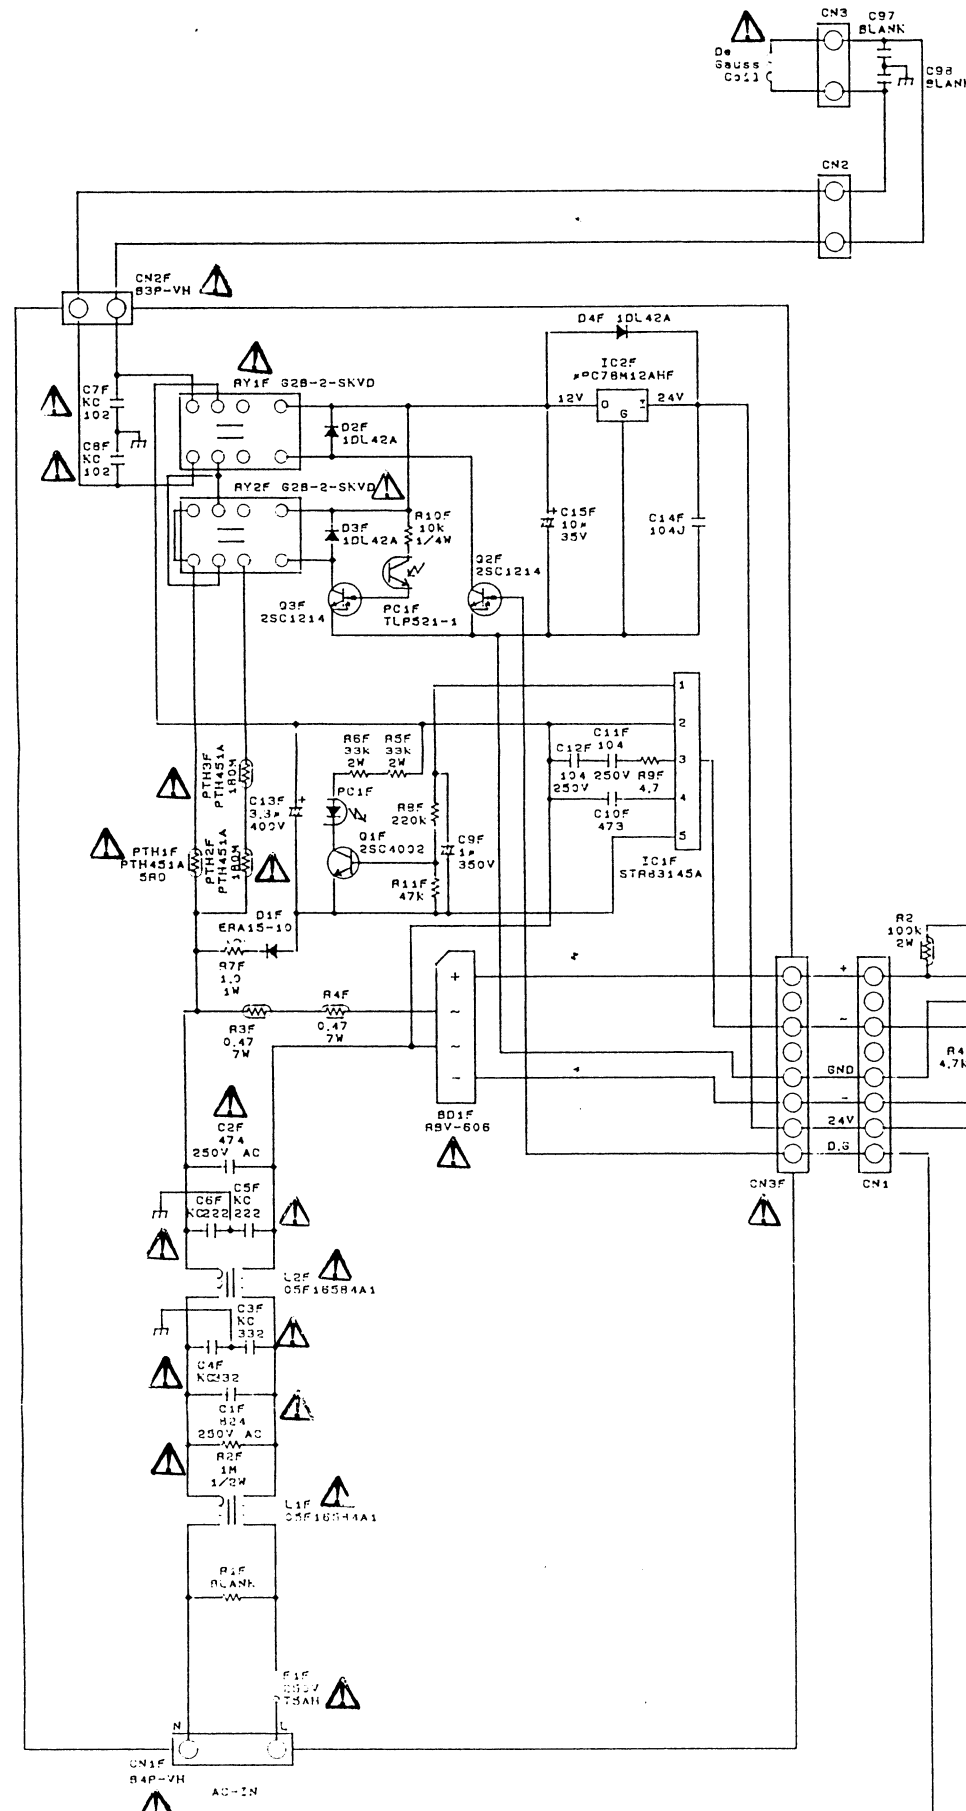 CN3
C97
BLANK
De
Gauss
Coil
C98
BLANK
CN2
CN2F
B3P-VH
D4F 1DL42A
IC2F
μPC78M12AHF
12V
O
I
24V
G
RY1F G2B-2-SKVD
C7F
KC
102
D2F
1DL42A
C8F
KC
102
RY2F G2B-2-SKVD
R10F
10k
1/4W
D3F
1DL42A
C15F
10μ
35V
C14F
104J
Q2F
2SC1214
Q3F
2SC1214
PC1F
TLP521-1
1
2
3
4
5
R6F
33k
2W
R5F
33k
2W
C11F
104
250V
C12F
104
250V
R9F
4.7
PTH3F
PTH451A
180M
C13F
3.3μ
400V
PC1F
R8F
220k
C10F
473
Q1F
2SC4002
C9F
1μ
350V
PTH1F
PTH451A
5R0
PTH2F
PTH451A
180M
IC1F
STR83145A
R11F
47k
D1F
ERA15-10
R2
100k
2W
R7F
1.0
1W
+
~
~
-
+
~
GND
-
24V
D.G
R4F
0.47
7W
R3F
0.47
7W
R4
4.7k
BD1F
RBV-606
C2F
474
250V AC
CN3F
CN1
C6F
KC222
C5F
KC
222
L2F
05F16584A1
C3F
KC
332
C4F
KC332
C1F
824
250V AC
R2F
1M
1/2W
L1F
05F16584A1
R1F
BLANK
F1F
N
L
CN1F
B4P-VH
AC-IN